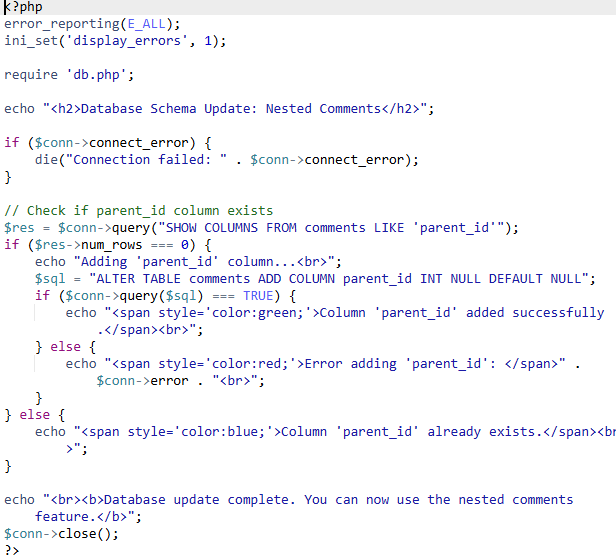 <?php
error_reporting(E_ALL);
ini_set('display_errors', 1);

require 'db.php';

echo "<h2>Database Schema Update: Nested Comments</h2>";

if ($conn->connect_error) {
    die("Connection failed: " . $conn->connect_error);
}

// Check if parent_id column exists
$res = $conn->query("SHOW COLUMNS FROM comments LIKE 'parent_id'");
if ($res->num_rows === 0) {
    echo "Adding 'parent_id' column...<br>";
    $sql = "ALTER TABLE comments ADD COLUMN parent_id INT NULL DEFAULT NULL";
    if ($conn->query($sql) === TRUE) {
        echo "<span style='color:green;'>Column 'parent_id' added successfully
            .</span><br>";
    } else {
        echo "<span style='color:red;'>Error adding 'parent_id': </span>" .
            $conn->error . "<br>";
    }
} else {
    echo "<span style='color:blue;'>Column 'parent_id' already exists.</span><br
        >";
}

echo "<br><b>Database update complete. You can now use the nested comments
    feature.</b>";
$conn->close();
?>